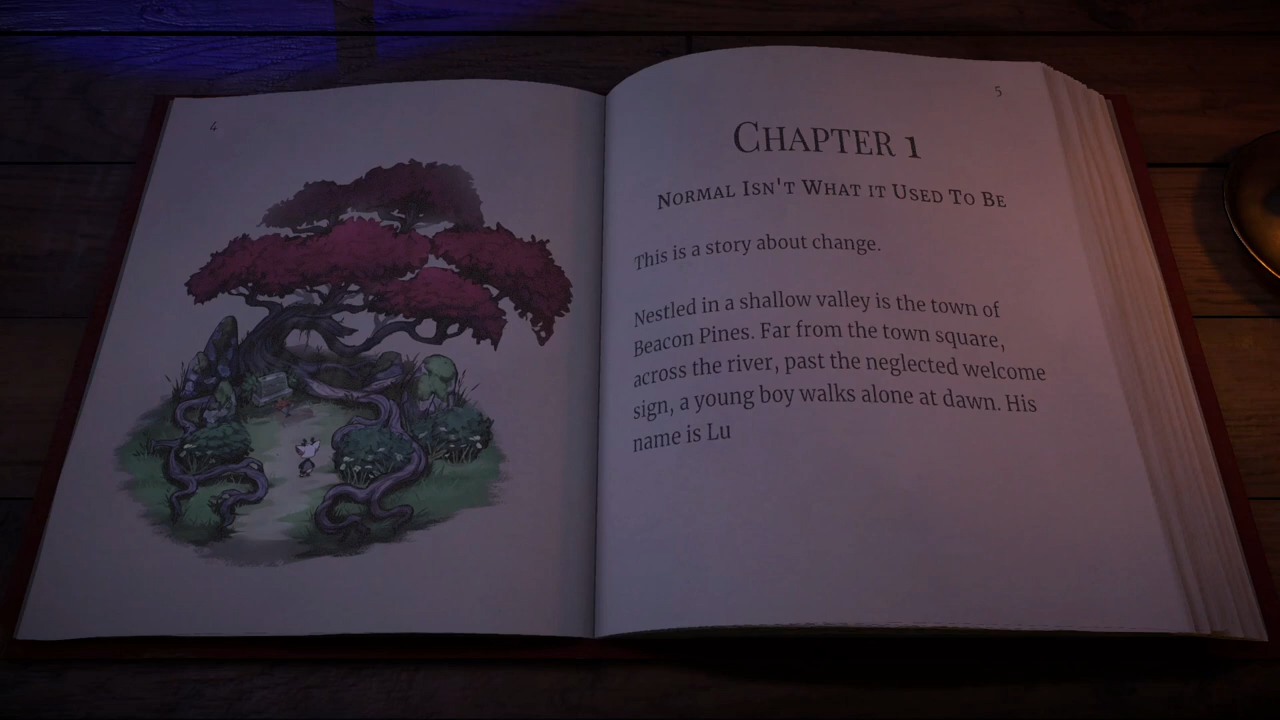 4
5
Chapter 1
Normal Isn't What it Used To Be
This is a story about change.
Nestled in a shallow valley is the town of
Beacon Pines. Far from the town square,
across the river, past the neglected welcome
sign, a young boy walks alone at dawn. His
name is Lu